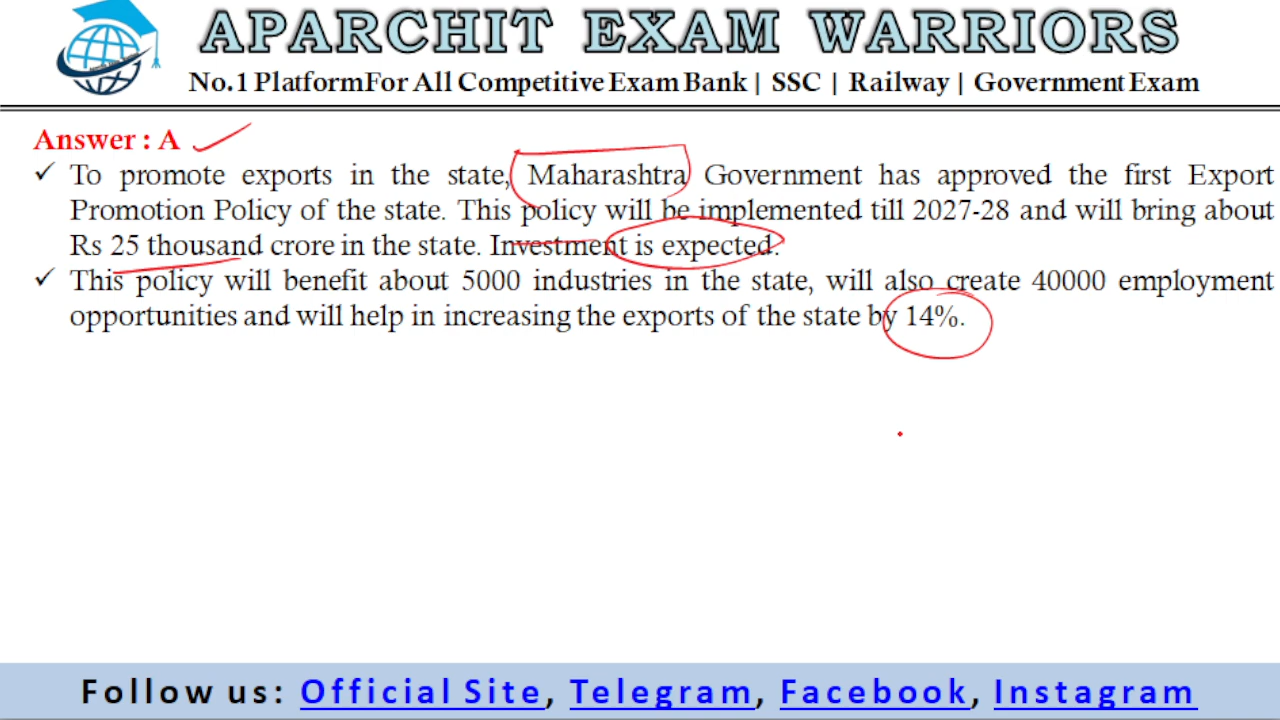 APARCHIT EXAM WARRIORS
No.1 PlatformFor All Competitive Exam Bank | SSC | Railway | Government Exam
Answer : A
✓ To promote exports in the state, Maharashtra Government has approved the first Export
Promotion Policy of the state. This policy will be implemented till 2027-28 and will bring about
Rs 25 thousand crore in the state. Investment is expected.
✓ This policy will benefit about 5000 industries in the state, will also create 40000 employment
opportunities and will help in increasing the exports of the state by 14%.
Follow us: Official Site, Telegram, Facebook, Instagram